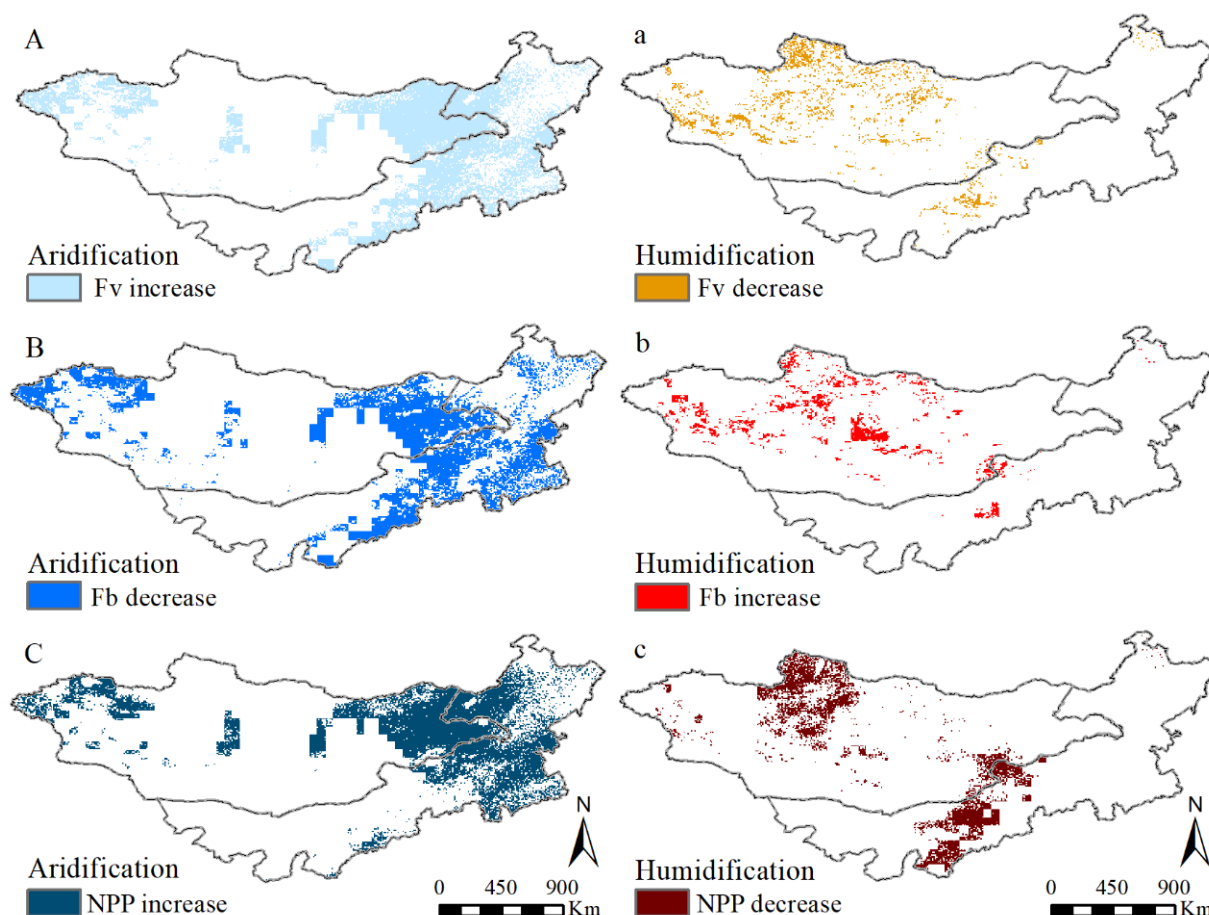 A
Aridification
Fv increase
a
Humidification
Fv decrease
B
Aridification
Fb decrease
b
Humidification
Fb increase
C
Aridification
NPP increase
N
0 450 900
Km
c
Humidification
NPP decrease
N
0 450 900
Km